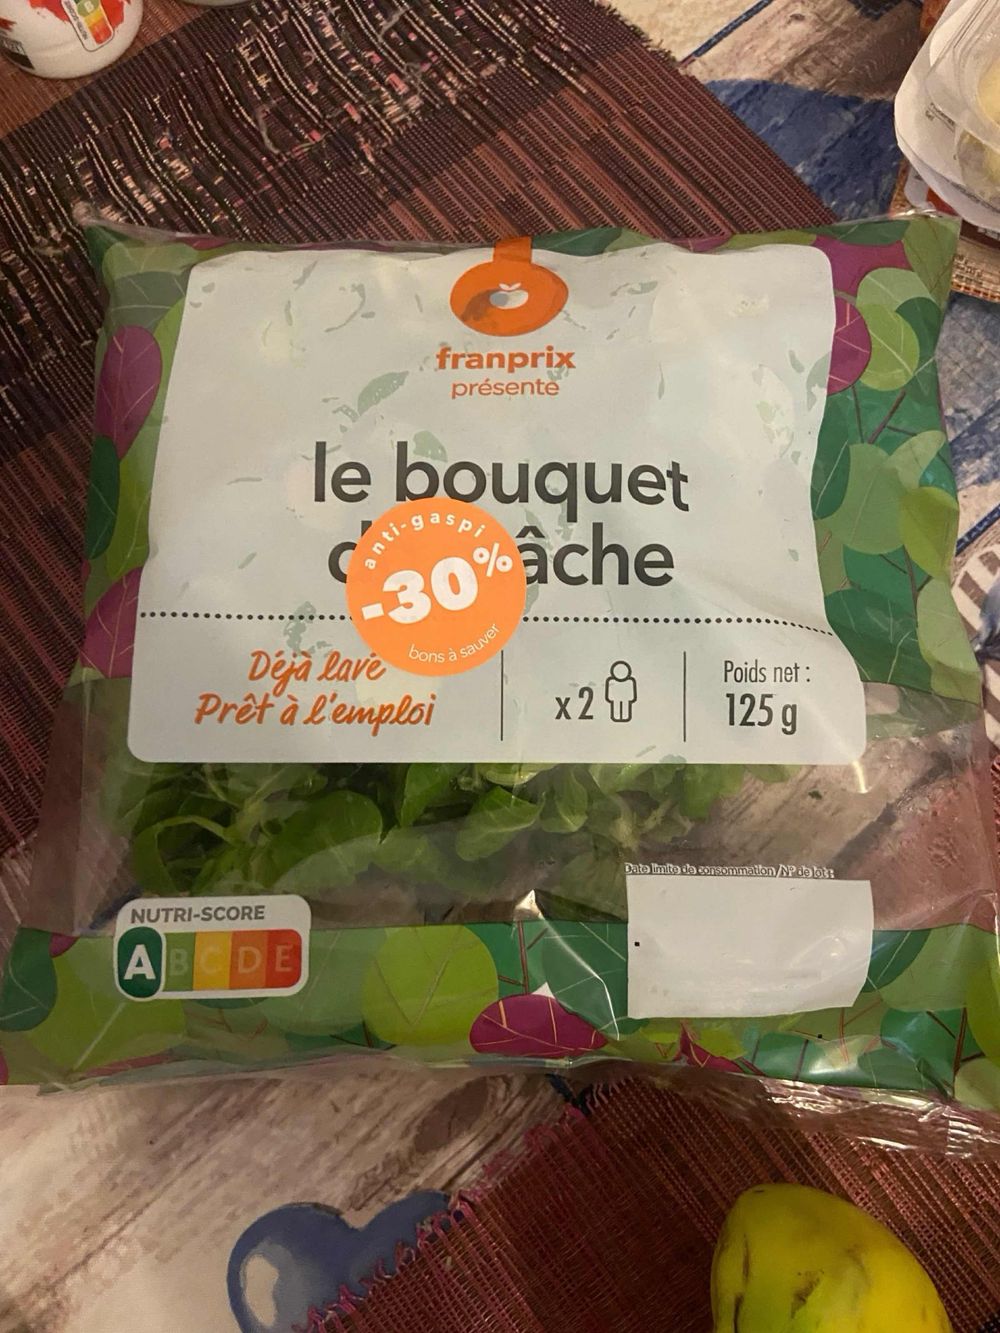 franprix
présente
le bouquet
âche
anti-gaspi
-30%
bons à sauver
Déjà lavé
Prêt à l'emploi
x2
Poids net :
125 g
Date limite de consommation / N° de lot :
NUTRI-SCORE
A B C D E